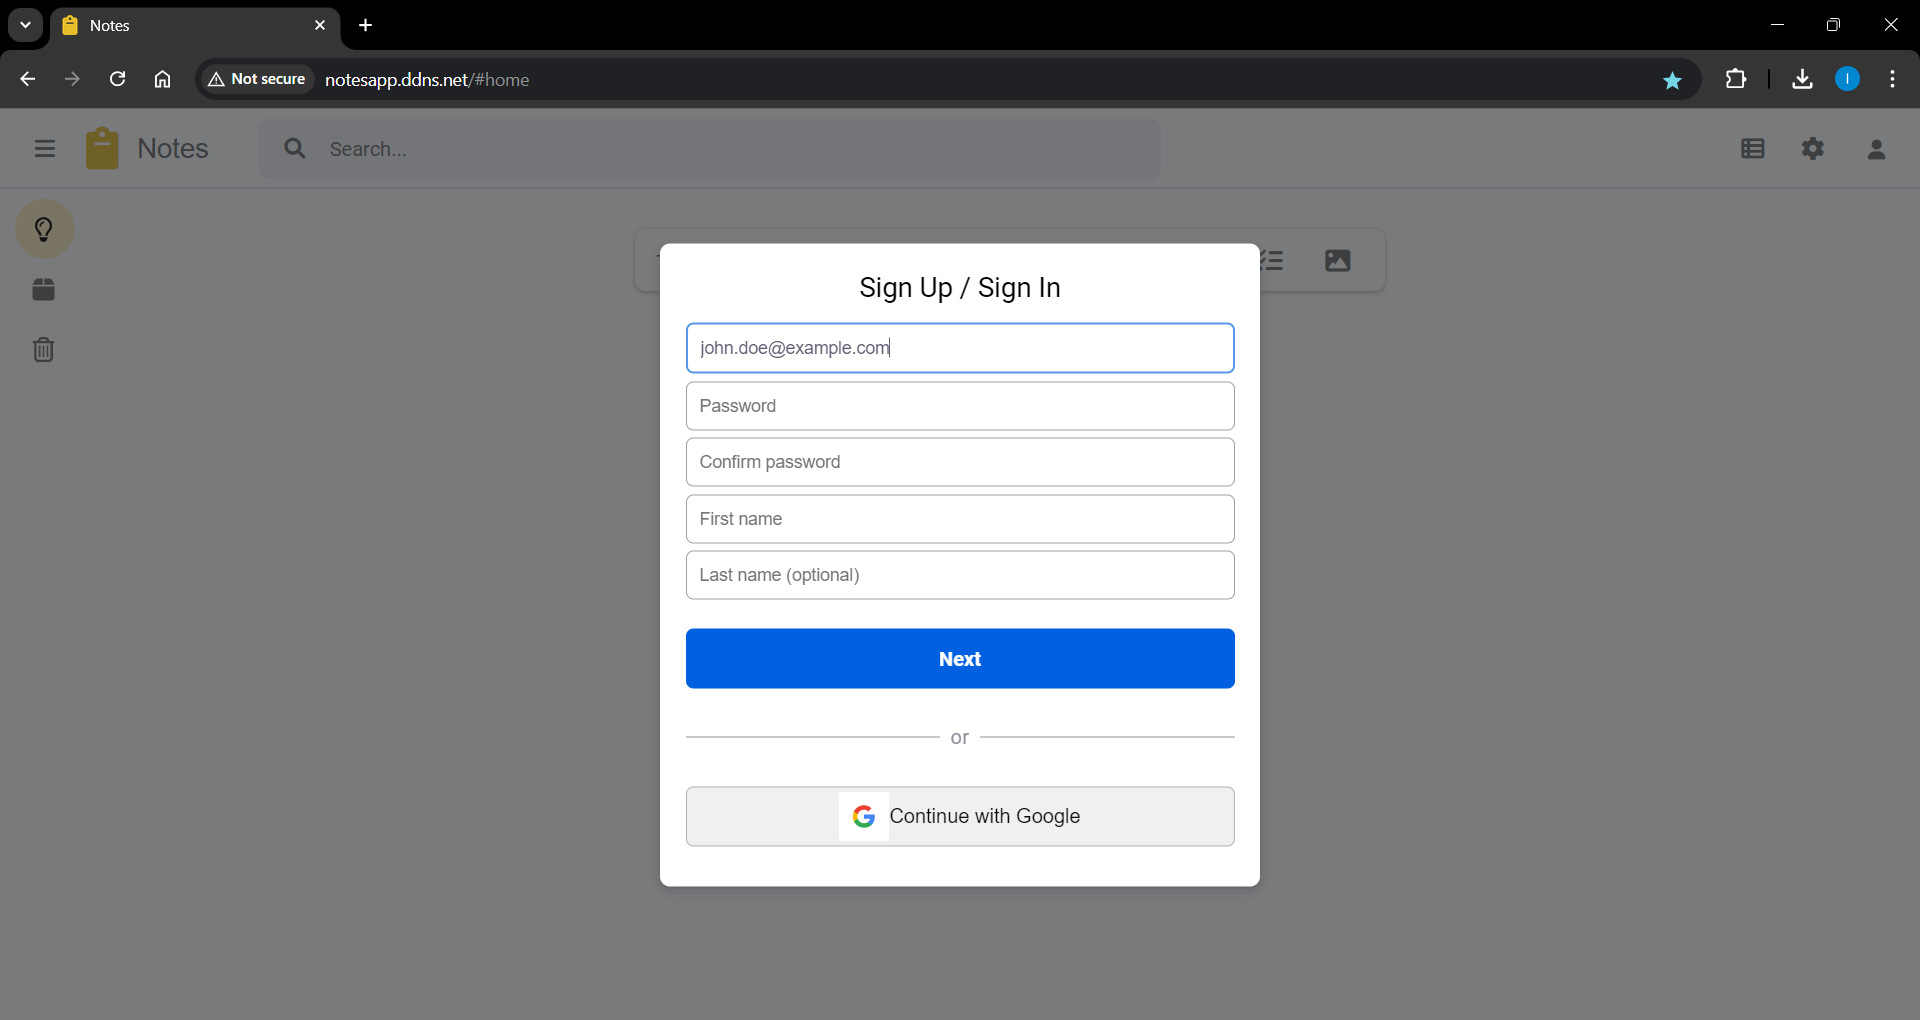 Notes
Not secure
notesapp.ddns.net/#home
I
Notes
Search...
Sign Up / Sign In
john.doe@example.com
Password
Confirm password
First name
Last name (optional)
Next
or
Continue with Google